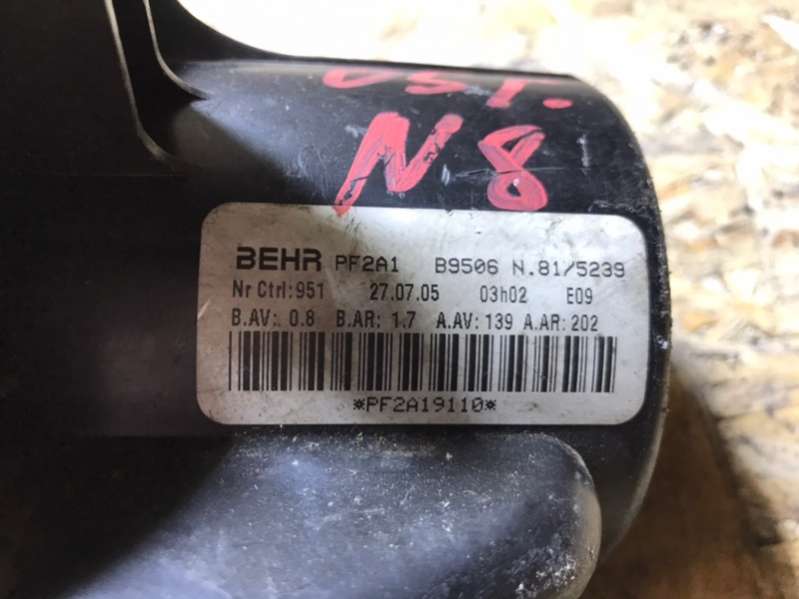 OST.
N8
BEHR PF2A1 B9506 N.81/5239
Nr Ctrl:951 27.07.05 03h02 E09
B.AV: 0.8 B.AR: 1.7 A.AV: 139 A.AR: 202
*PF2A19110*